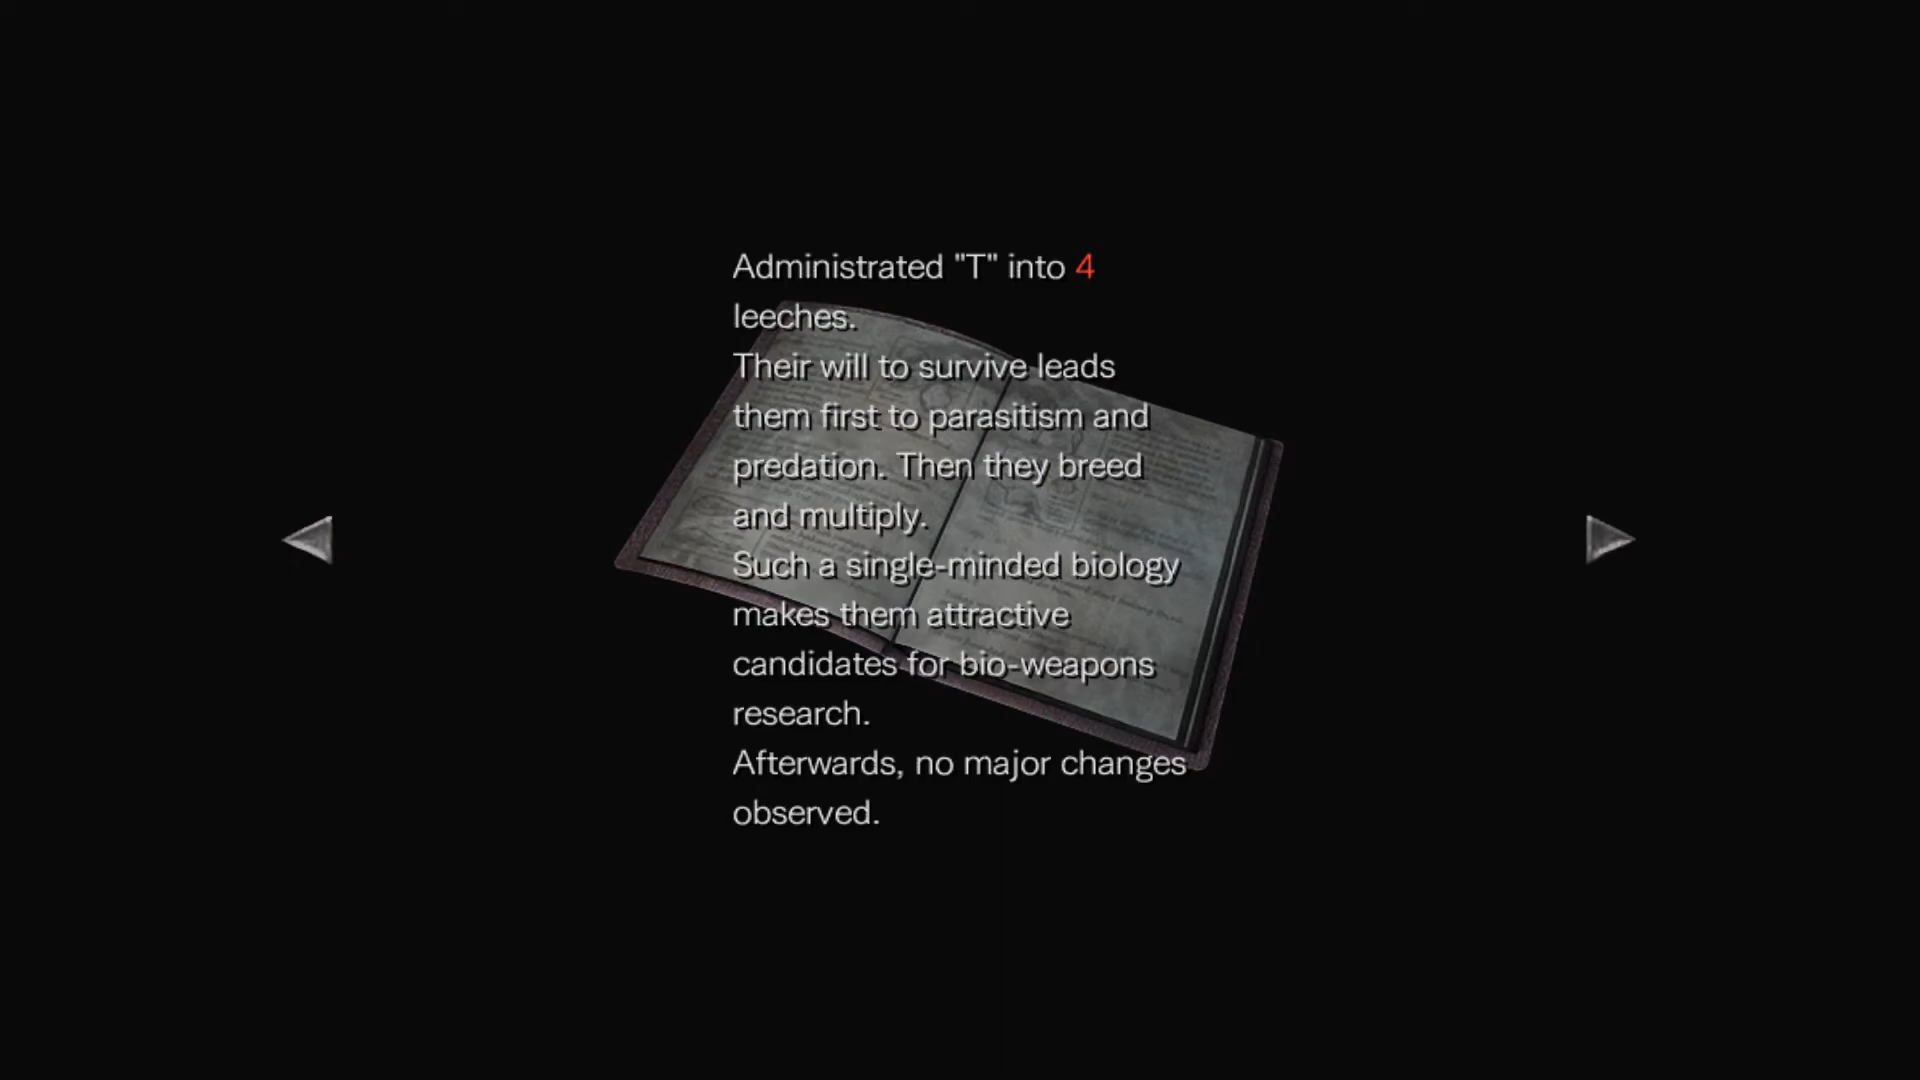 Administrated "T" into 4
leeches.
Their will to survive leads
them first to parasitism and
predation. Then they breed
and multiply.
Such a single-minded biology
makes them attractive
candidates for bio-weapons
research.
Afterwards, no major changes
observed.